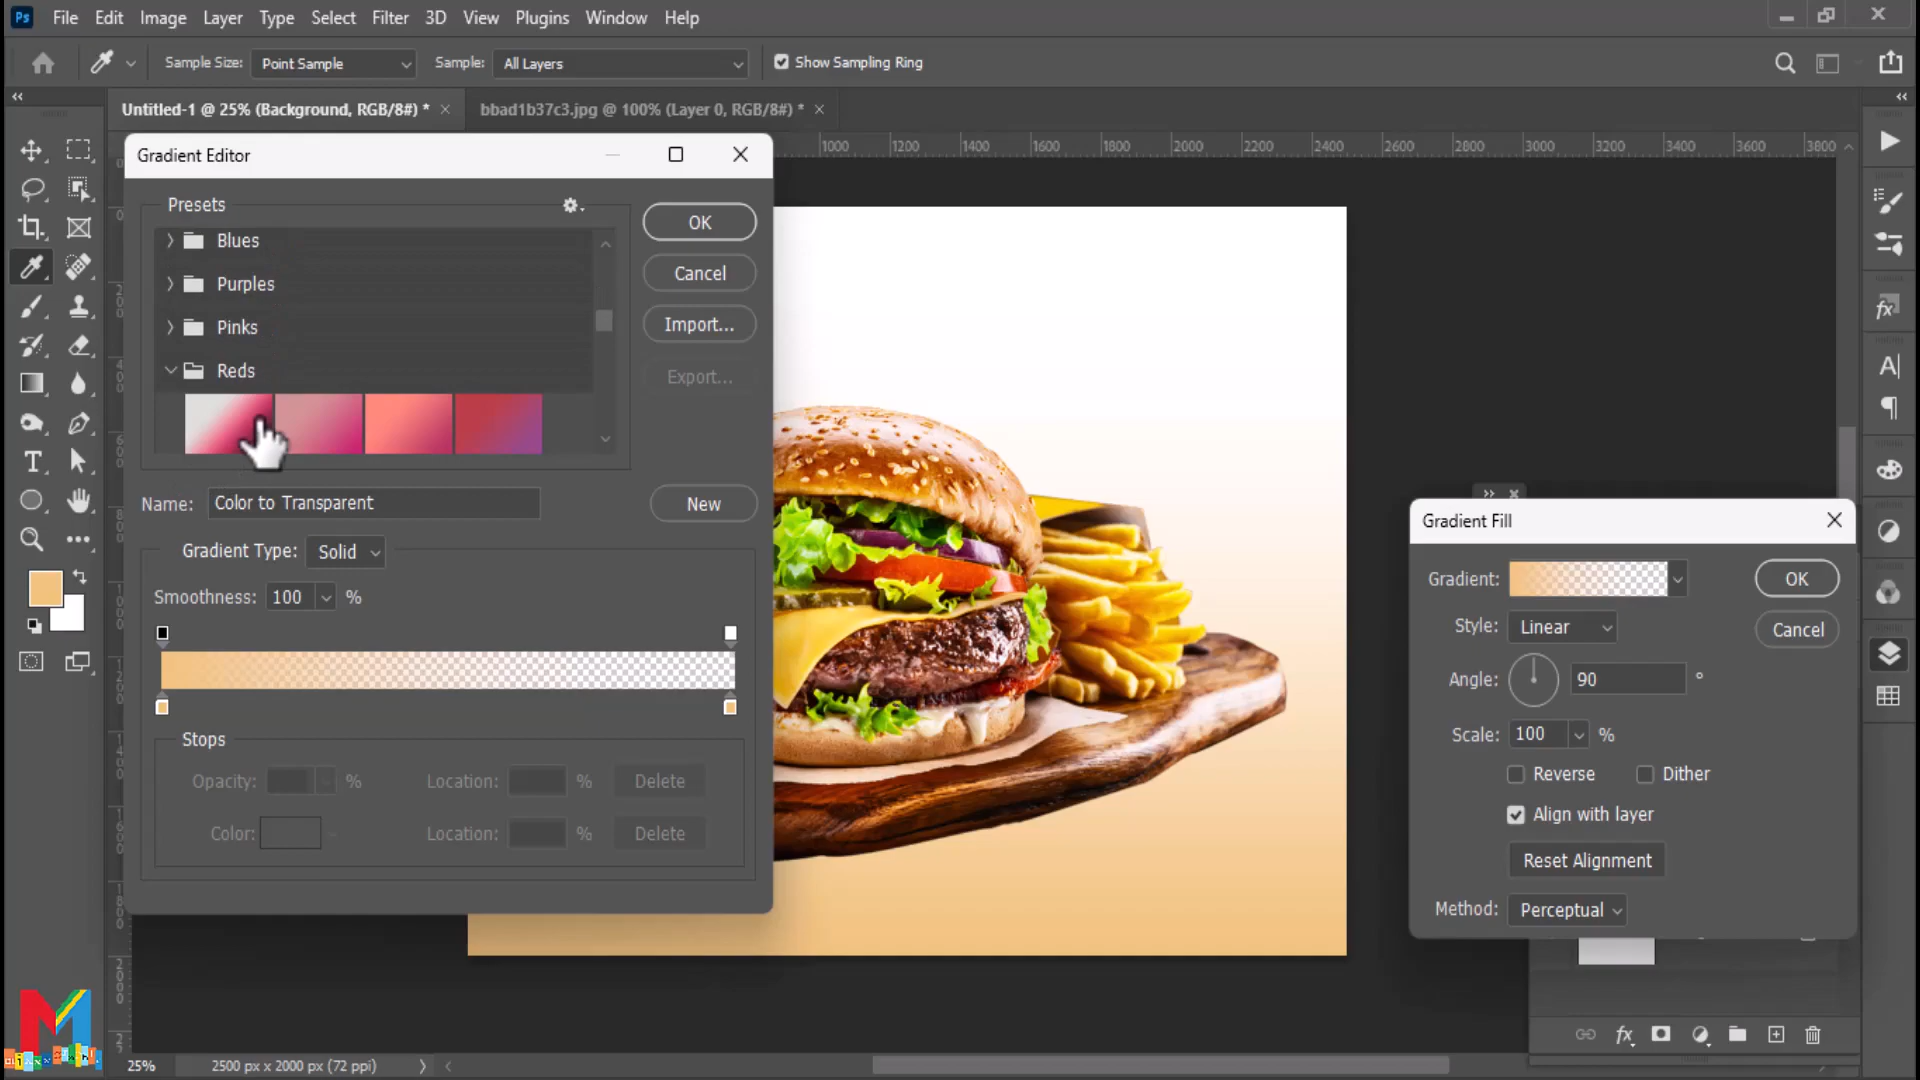 Ps File Edit Image Layer Type Select Filter 3D View Plugins Window Help
Sample Size: Point Sample Sample: All Layers Show Sampling Ring
Untitled-1 @ 25% (Background, RGB/8#) * × bbad1b37c3.jpg @ 100% (Layer 0, RGB/8#) * ×
1000 1200 1400 1600 1800 2000 2200 2400 2600 2800 3000 3200 3400 3600 3800
Gradient Editor
Presets
Blues
Purples
Pinks
Reds
OK
Cancel
Import...
Export...
Name: Color to Transparent New
Gradient Type: Solid
Smoothness: 100 %
Stops
Opacity: % Location: % Delete
Color: Location: % Delete
Gradient Fill
Gradient: OK
Style: Linear Cancel
Angle: 90 °
Scale: 100 %
Reverse Dither
Align with layer
Reset Alignment
Method: Perceptual
25% 2500 px x 2000 px (72 ppi)